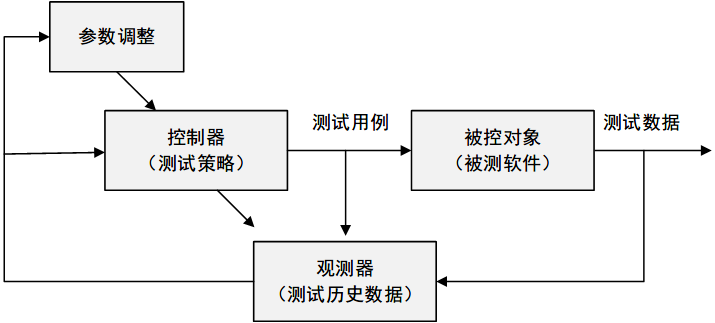 参数调整
控制器
（测试策略）
测试用例
被控对象
（被测软件）
测试数据
观测器
（测试历史数据）